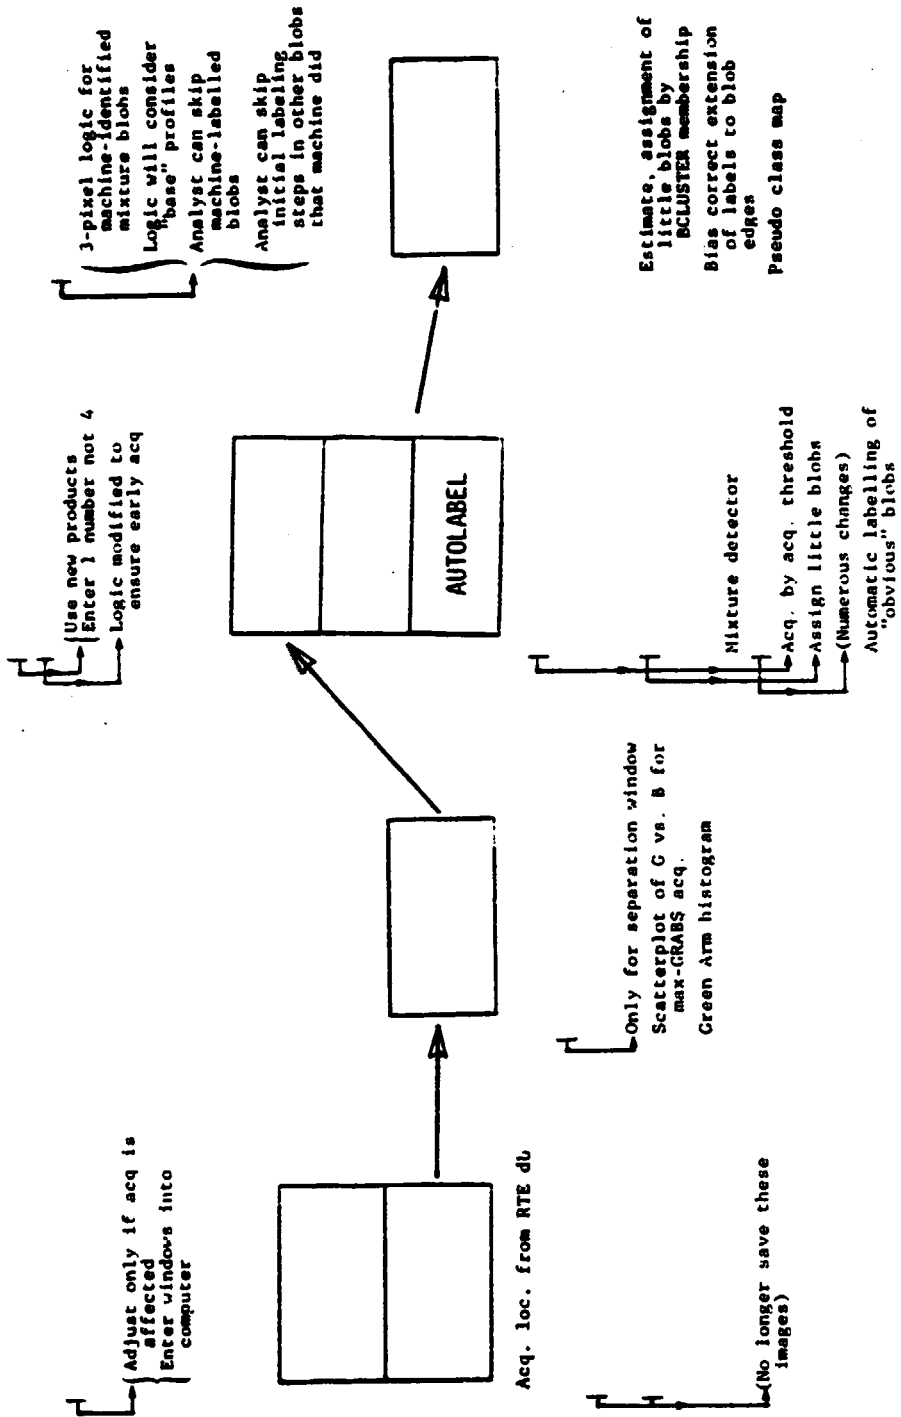 (Adjust only if acq is
affected
Enter windows into
computer
Acq. loc. from RTE db
(No longer save these
images)
Only for separation window
Scatterplot of G vs. B for
max-GRABS acq.
Green Arm histogram
(Use new products
(Enter 1 number not 4
Logic modified to
ensure early acq
AUTOLABEL
Mixture detector
Acq. by acq. threshold
Assign little blobs
(Numerous changes)
Automatic labelling of
"obvious" blobs
3-pixel logic for
machine-identified
mixture blobs
Logic will consider
"base" profiles
Analyst can skip
machine-labelled
blobs
Analyst can skip
initial labeling
steps in other blobs
that machine did
Estimate, assignment of
little blobs by
BCLUSTER membership
Bias correct extension
of labels to blob
edges
Pseudo class map